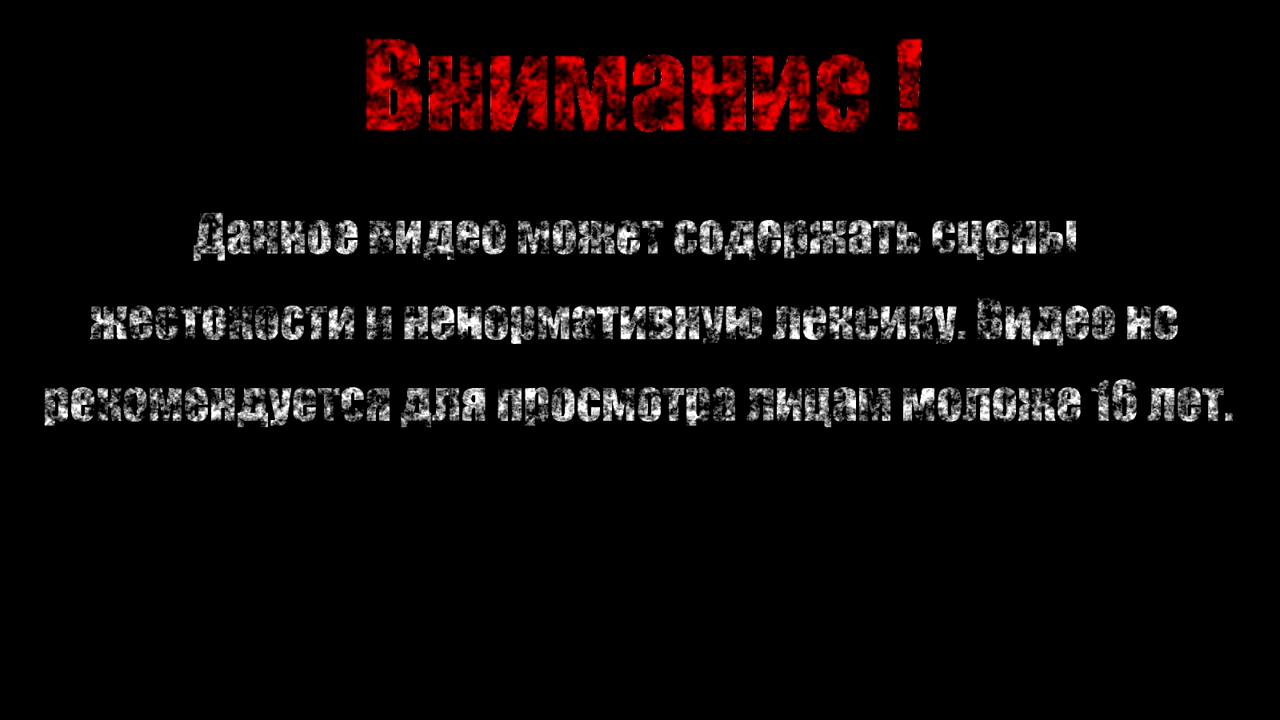 Внимание !
Данное видео может содержать сцены
жестокости и ненормативную лексику. Видео не
рекомендуется для просмотра лицам моложе 16 лет.